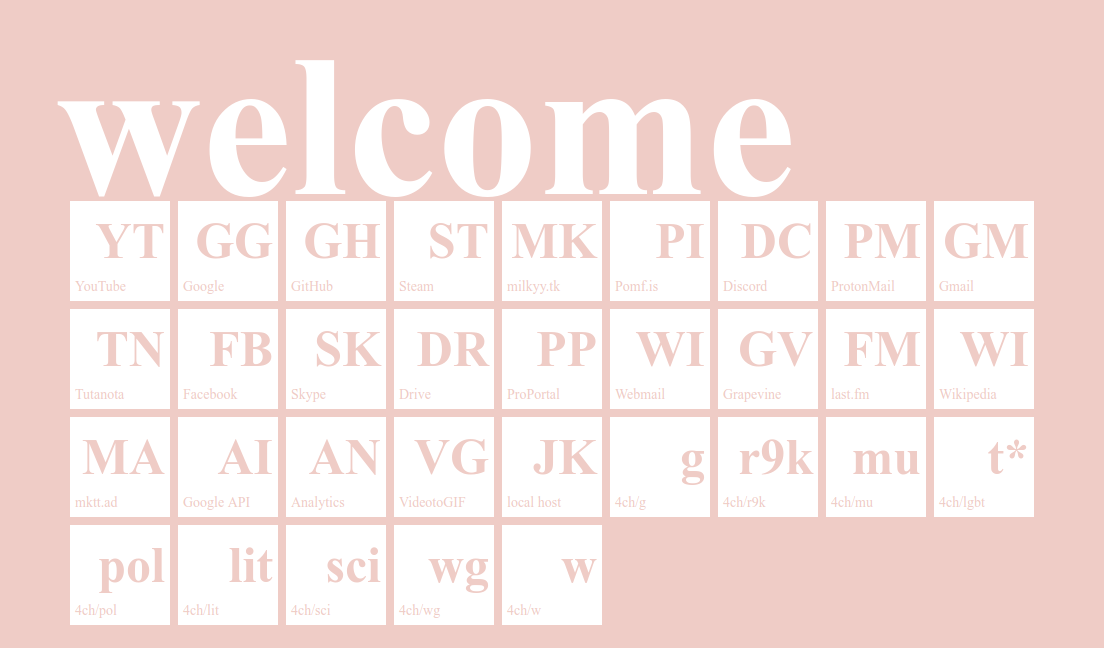 welcome
YT GG GH ST MK PI DC PM GM
YouTube Google GitHub Steam milkyy.tk Pomf.is Discord ProtonMail Gmail
TN FB SK DR PP WI GV FM WI
Tutanota Facebook Skype Drive ProPortal Webmail Grapevine last.fm Wikipedia
MA AI AN VG JK g r9k mu t*
mktt.ad Google API Analytics VideotoGIF local host 4ch/g 4ch/r9k 4ch/mu 4ch/lgbt
pol lit sci wg w
4ch/pol 4ch/lit 4ch/sci 4ch/wg 4ch/w